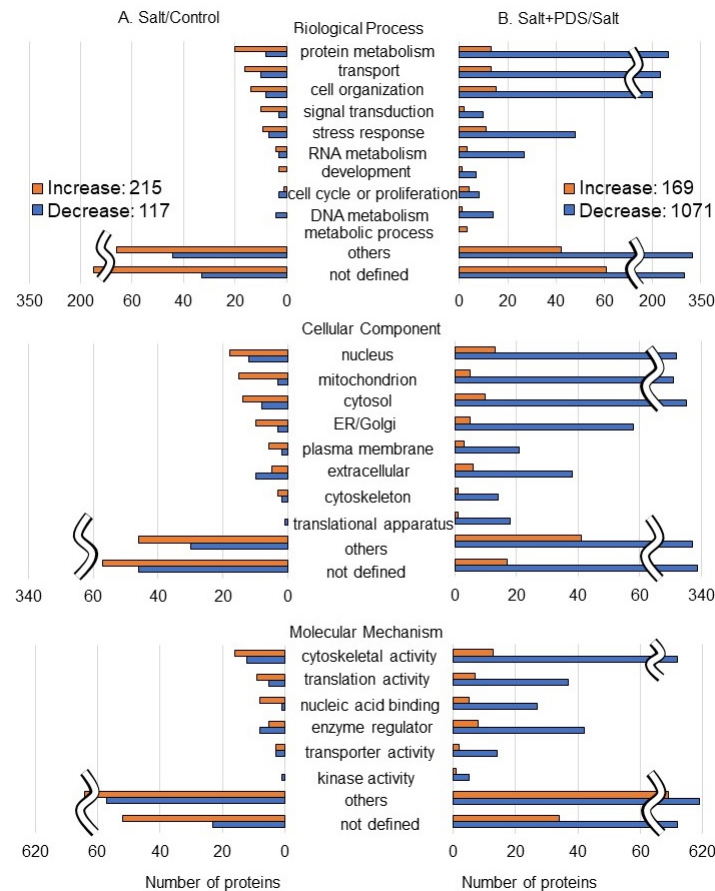 A. Salt/Control
B. Salt+PDS/Salt
Biological Process
protein metabolism
transport
cell organization
signal transduction
stress response
RNA metabolism
development
cell cycle or proliferation
DNA metabolism
metabolic process
others
not defined
Increase: 215
Decrease: 117
Increase: 169
Decrease: 1071
350 200 40 20 0
0 20 40 60 200 350
Cellular Component
nucleus
mitochondrion
cytosol
ER/Golgi
plasma membrane
extracellular
cytoskeleton
translational apparatus
others
not defined
340 60 40 20 0
0 20 40 60 340
Molecular Mechanism
cytoskeletal activity
translation activity
nucleic acid binding
enzyme regulator
transporter activity
kinase activity
others
not defined
620 60 40 20 0
0 20 40 60 620
Number of proteins
Number of proteins